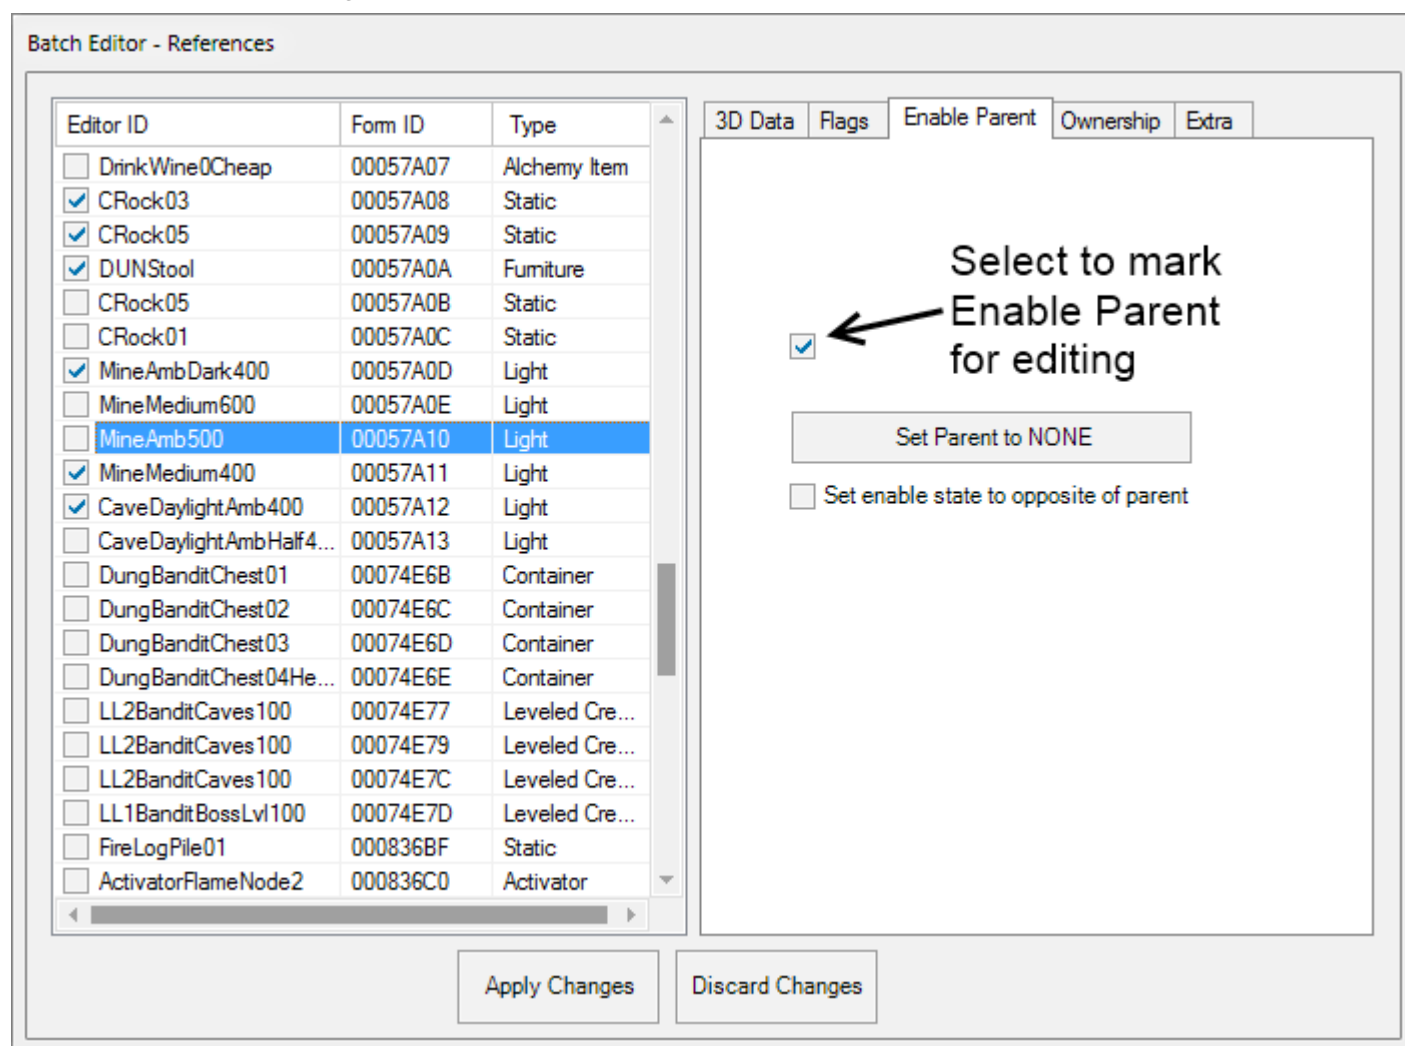 Batch Editor - References
Editor ID Form ID Type
DrinkWine0Cheap 00057A07 Alchemy Item
CRock03 00057A08 Static
CRock05 00057A09 Static
DUNStool 00057A0A Furniture
CRock05 00057A0B Static
CRock01 00057A0C Static
MineAmbDark400 00057A0D Light
MineMedium600 00057A0E Light
MineAmb500 00057A10 Light
MineMedium400 00057A11 Light
CaveDaylightAmb400 00057A12 Light
CaveDaylightAmbHalf4... 00057A13 Light
DungBanditChest01 00074E6B Container
DungBanditChest02 00074E6C Container
DungBanditChest03 00074E6D Container
DungBanditChest04He... 00074E6E Container
LL2BanditCaves100 00074E77 Leveled Cre...
LL2BanditCaves100 00074E79 Leveled Cre...
LL2BanditCaves100 00074E7C Leveled Cre...
LL1BanditBossLvl100 00074E7D Leveled Cre...
FireLogPile01 000836BF Static
ActivatorFlameNode2 000836C0 Activator
3D Data Flags Enable Parent Ownership Extra
Select to mark
Enable Parent
for editing
Set Parent to NONE
Set enable state to opposite of parent
Apply Changes Discard Changes